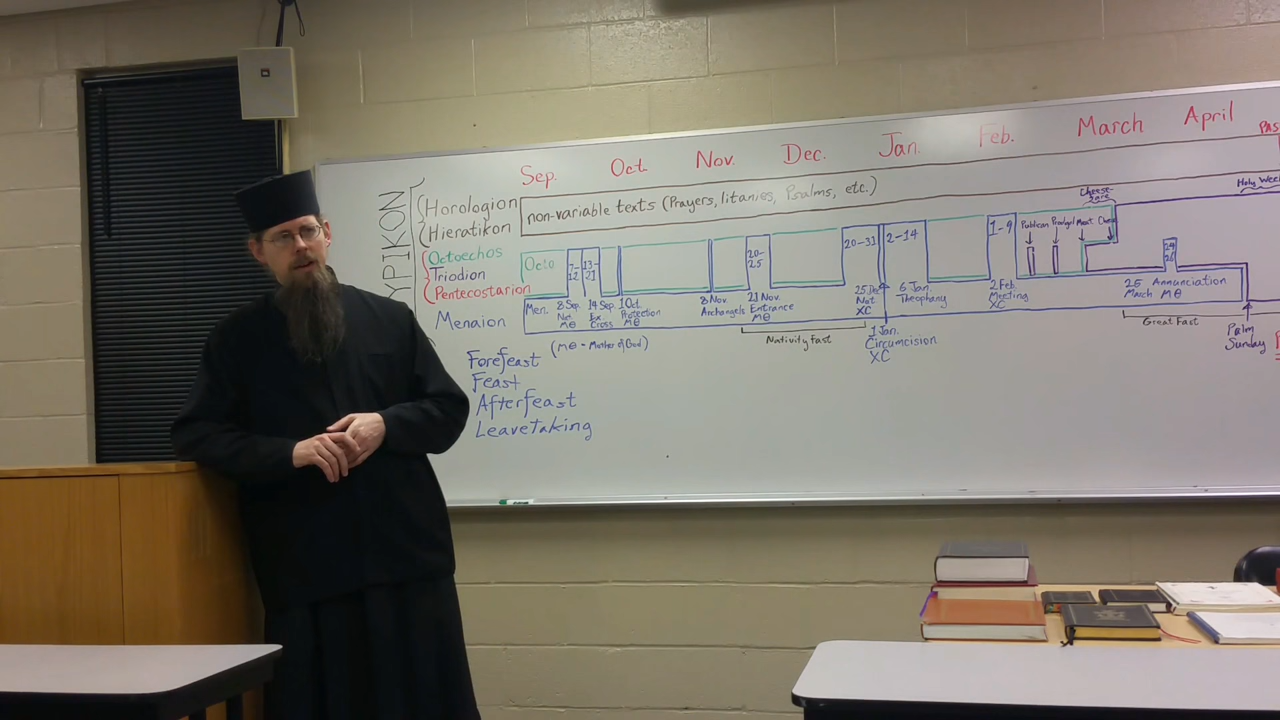 Sep. Oct. Nov. Dec. Jan. Feb. March April PAS
TYPIKON
Horologion
Hieratikon
non-variable texts (Prayers, litanies, Psalms, etc.)
Octoechos
Triodion
Pentecostarion
Menaion
Cheese-fare
Holy Week
Octo
7-12
13-21
20-25
20-31
2-14
1-9
Publican Prodigal Meat
24
Men.
8 Sep. Nat. MΘ
14 Sep. Ex. Cross
1 Oct. Protection MΘ
8 Nov. Archangels
21 Nov. Entrance MΘ
25 Dec. Nat. XC
6 Jan. Theophany
2 Feb. Meeting XC
25 March Annunciation MΘ
(MΘ - Mother of God)
Nativity Fast
1 Jan. Circumcision XC
Great Fast
Palm Sunday
Forefeast
Feast
Afterfeast
Leavetaking